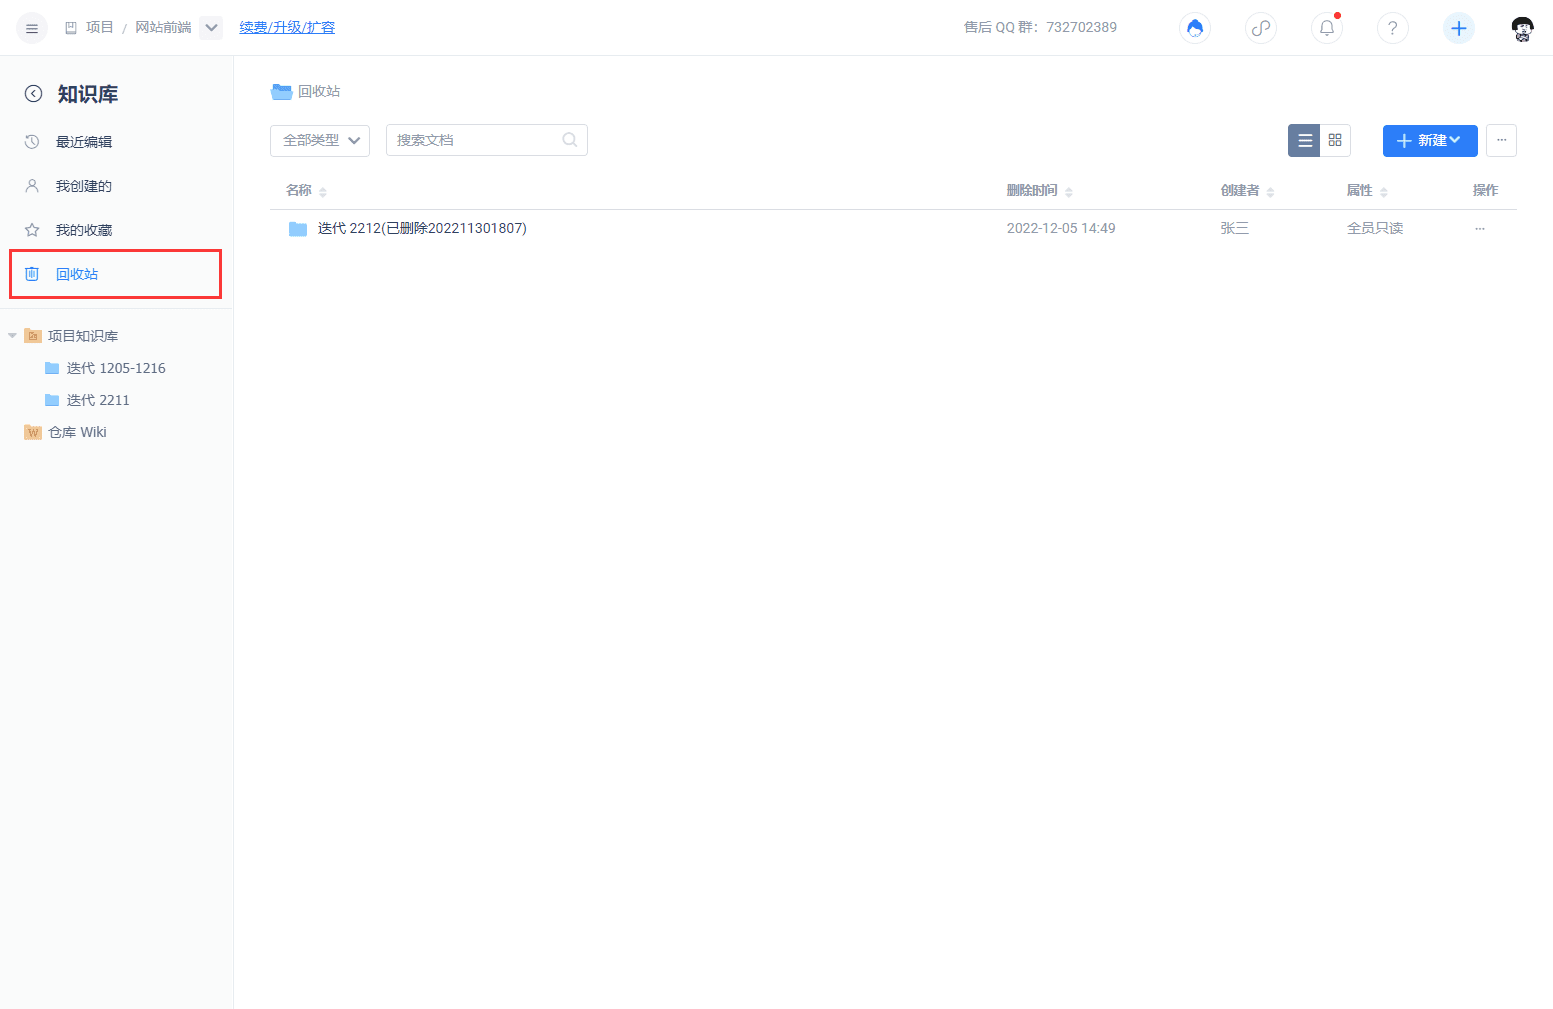 项目 / 网站前端 续费/升级/扩容 售后 QQ 群：732702389
知识库
最近编辑
我创建的
我的收藏
回收站
项目知识库
迭代 1205-1216
迭代 2211
仓库 Wiki
回收站
全部类型 搜索文档 新建 ···
名称 删除时间 创建者 属性 操作
迭代 2212(已删除202211301807) 2022-12-05 14:49 张三 全员只读 ···